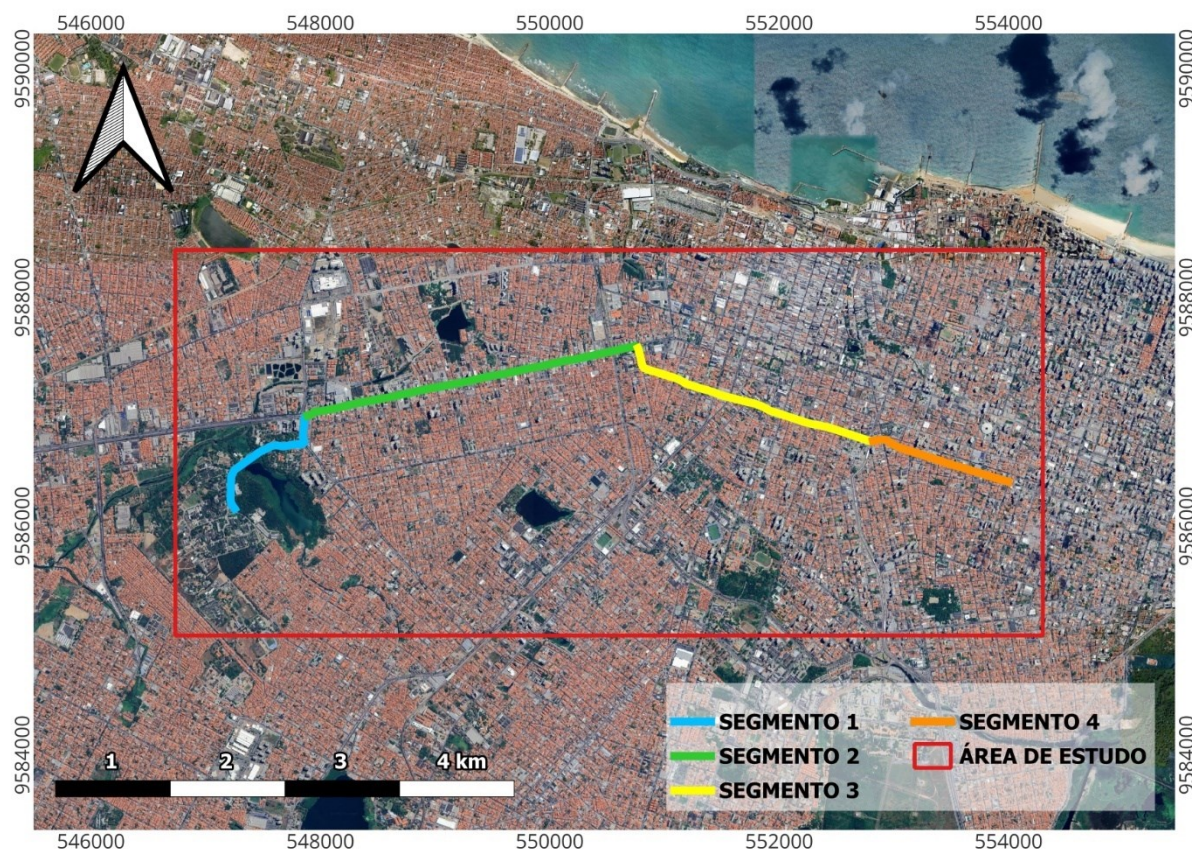 546000 548000 550000 552000 554000
9590000 9590000
9588000 9588000
9586000 9586000
9584000 9584000
SEGMENTO 1 SEGMENTO 4
SEGMENTO 2 ÁREA DE ESTUDO
SEGMENTO 3
1 2 3 4 km
546000 548000 550000 552000 554000